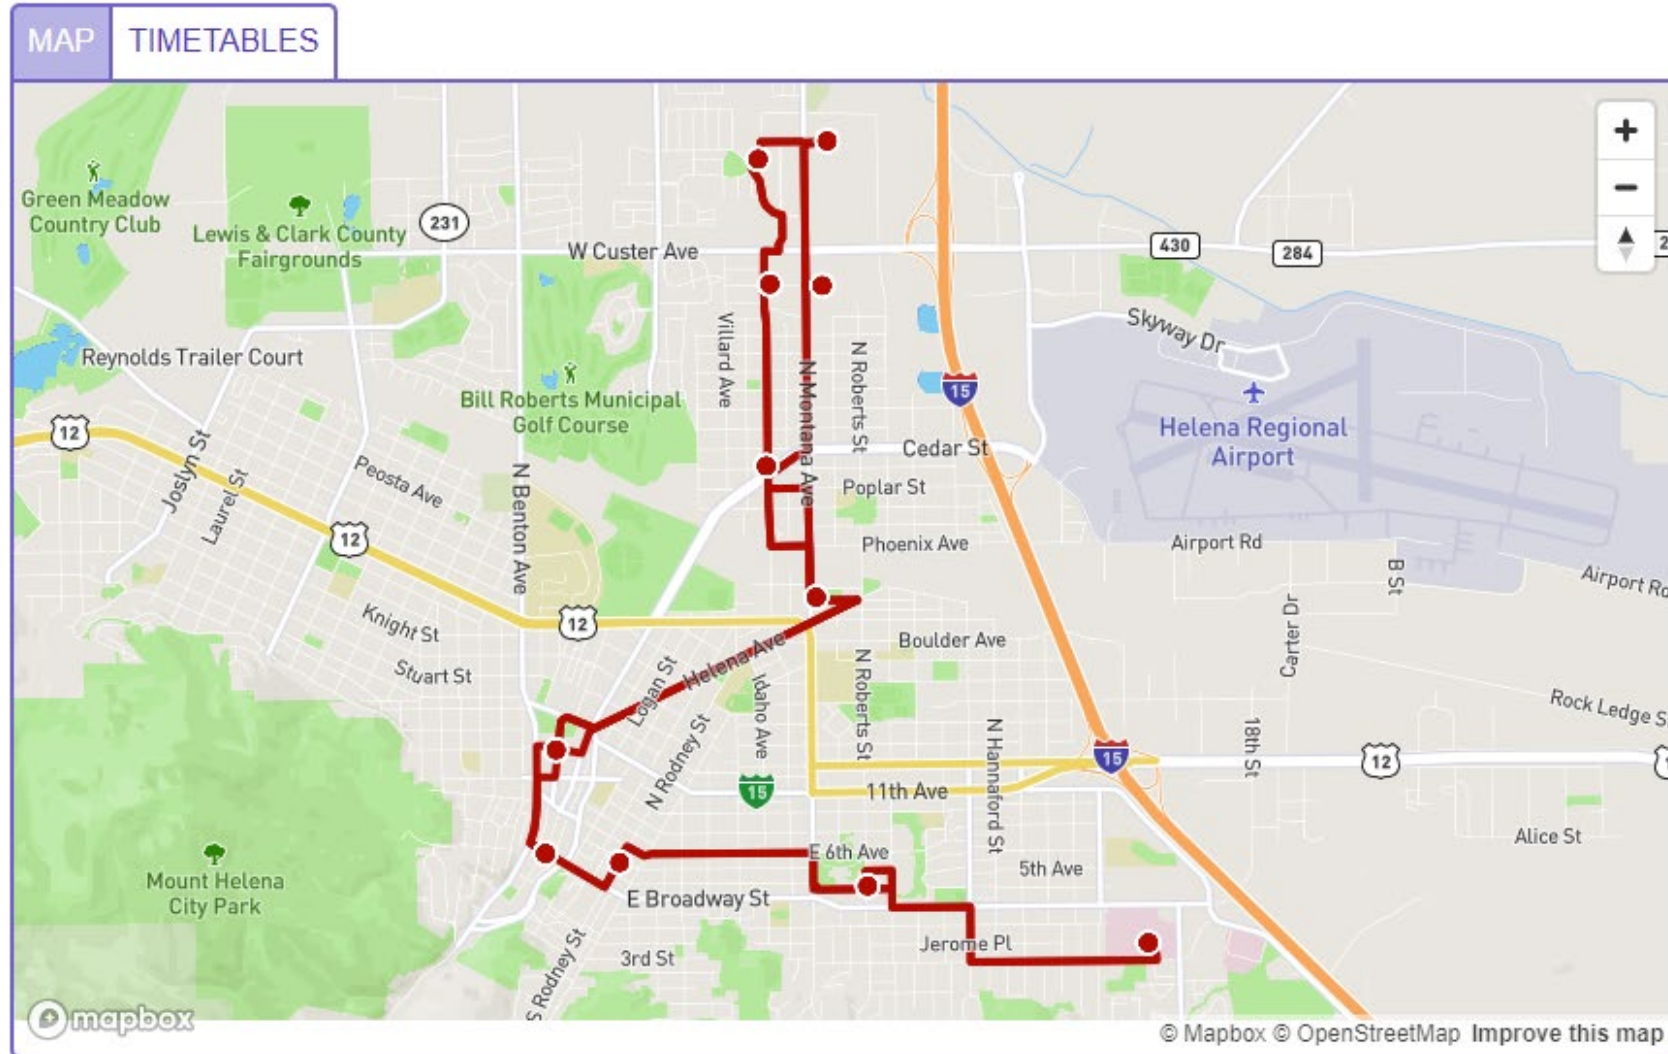 MAP
TIMETABLES
Green Meadow
Country Club
Lewis & Clark County
Fairgrounds
231
W Custer Ave
430
284
Skyway Dr
Reynolds Trailer Court
Villard Ave
N Montana Ave
N Roberts St
15
Bill Roberts Municipal
Golf Course
Helena Regional
Airport
12
Joslyn St
Laurel St
Peosta Ave
N Benton Ave
Cedar St
Poplar St
12
Phoenix Ave
Airport Rd
B St
Airport Rd
Knight St
12
Stuart St
Boulder Ave
Carter Dr
Logan St
Helena Ave
Idaho Ave
N Rodney St
N Roberts St
N Hannaford St
18th St
Rock Ledge S
15
12
15
11th Ave
Alice St
E 6th Ave
5th Ave
Mount Helena
City Park
E Broadway St
S Rodney St
3rd St
Jerome Pl
mapbox
© Mapbox © OpenStreetMap Improve this map